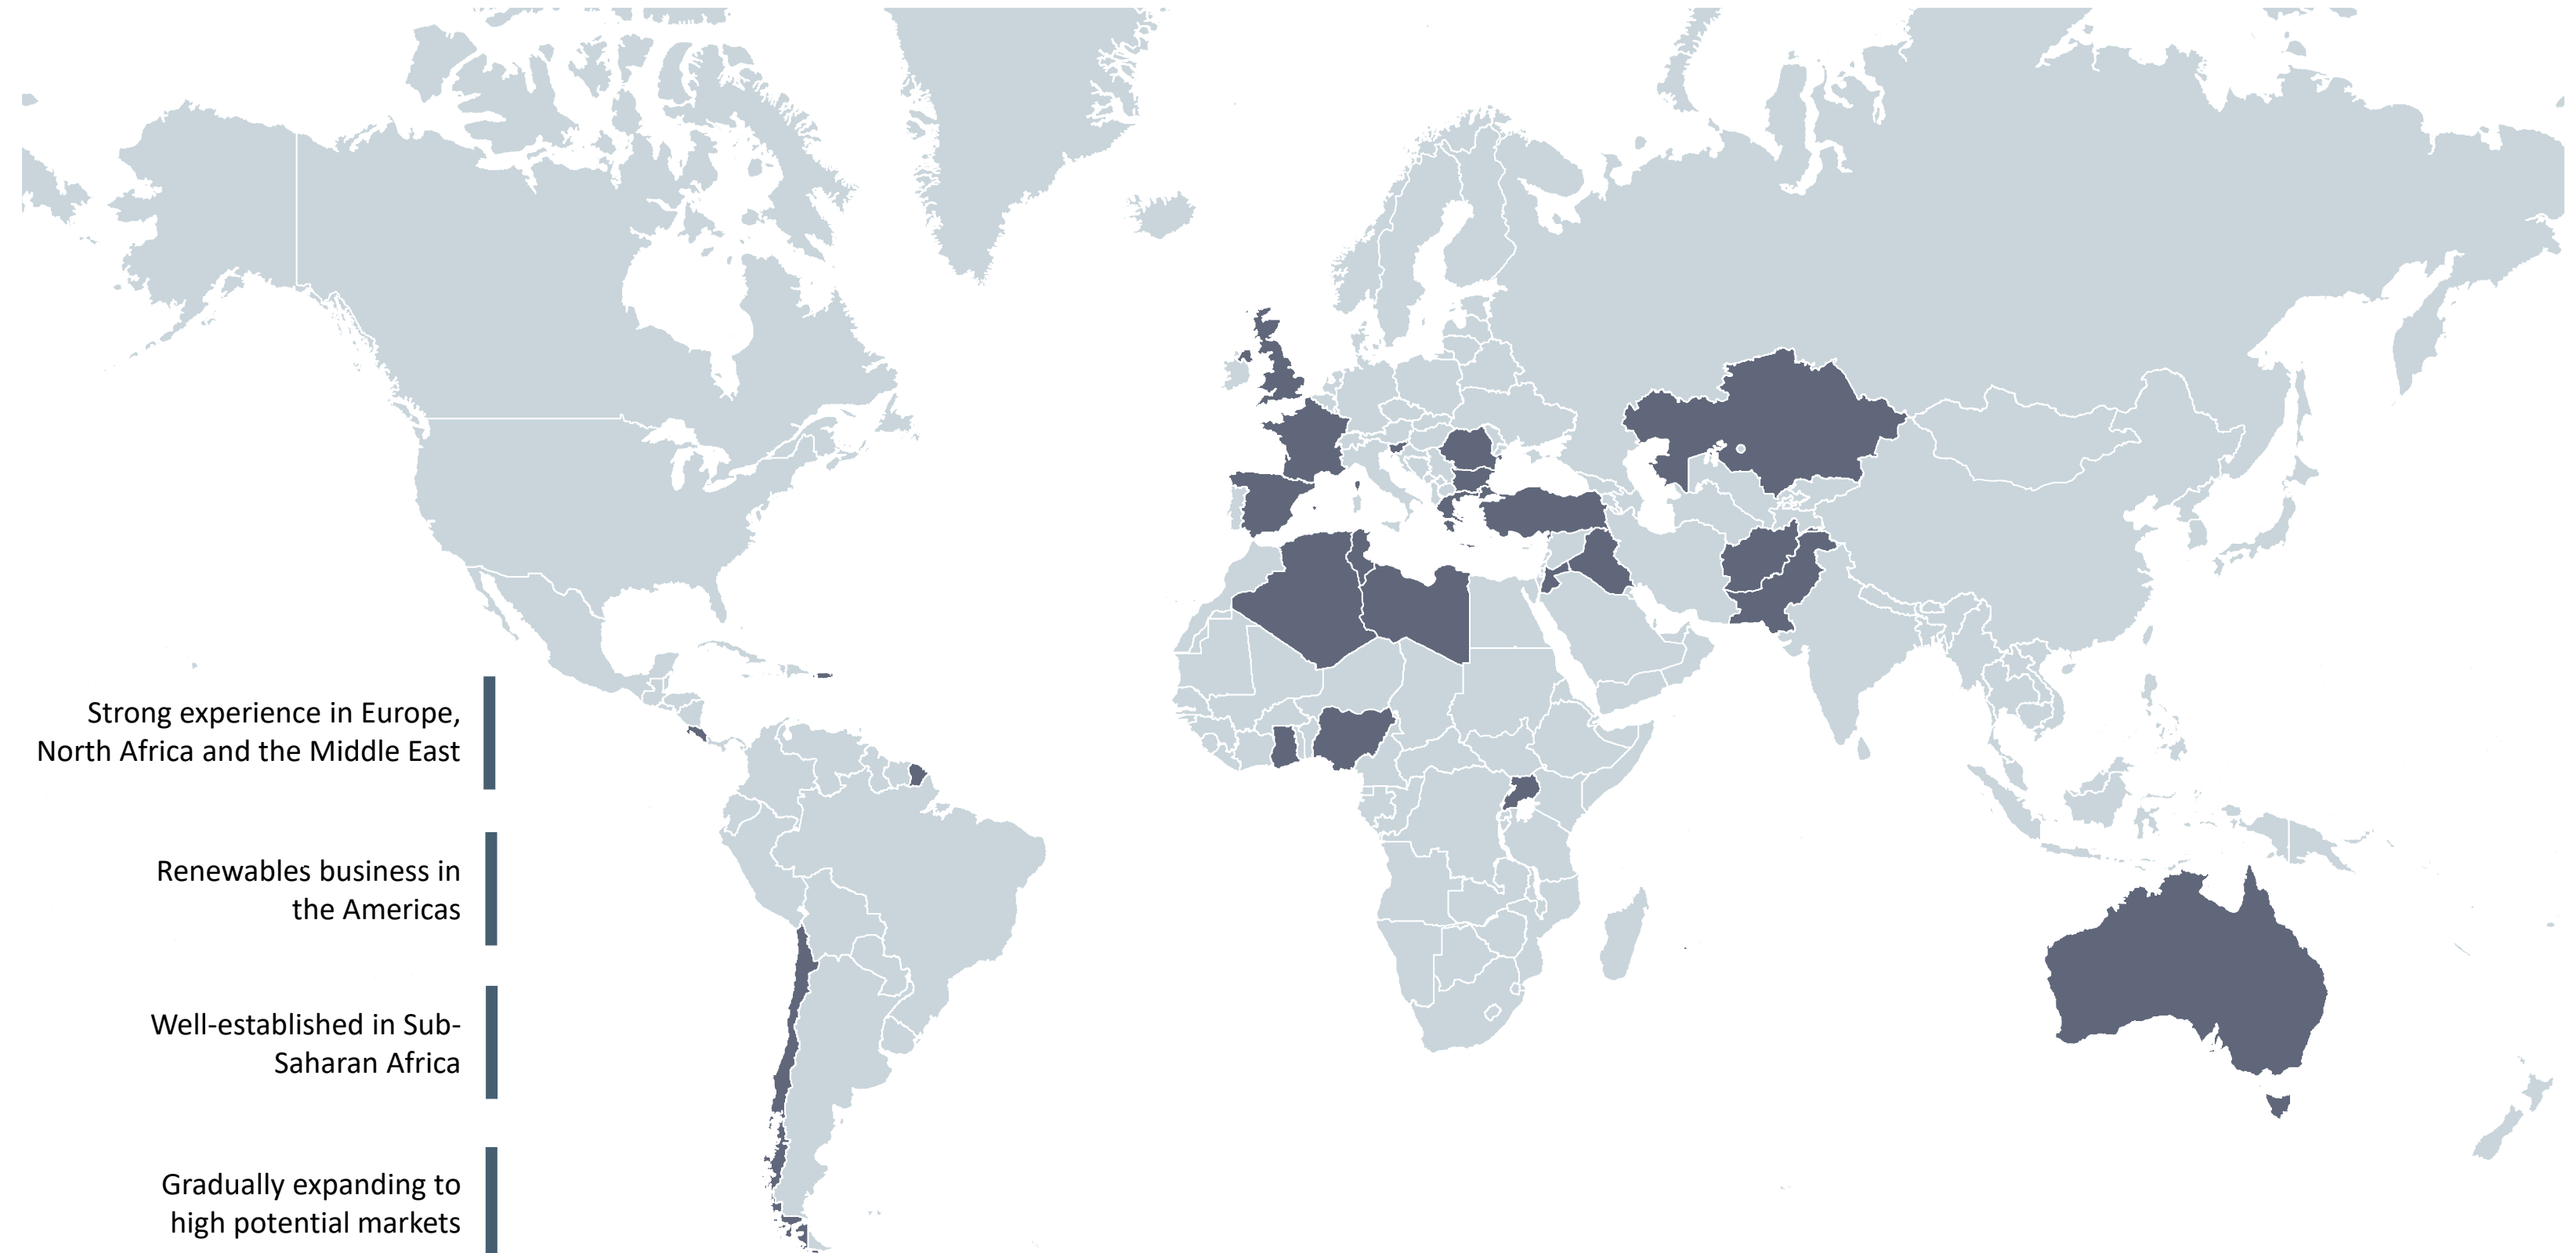 Strong experience in Europe,
North Africa and the Middle East
Renewables business in
the Americas
Well-established in Sub-
Saharan Africa
Gradually expanding to
high potential markets